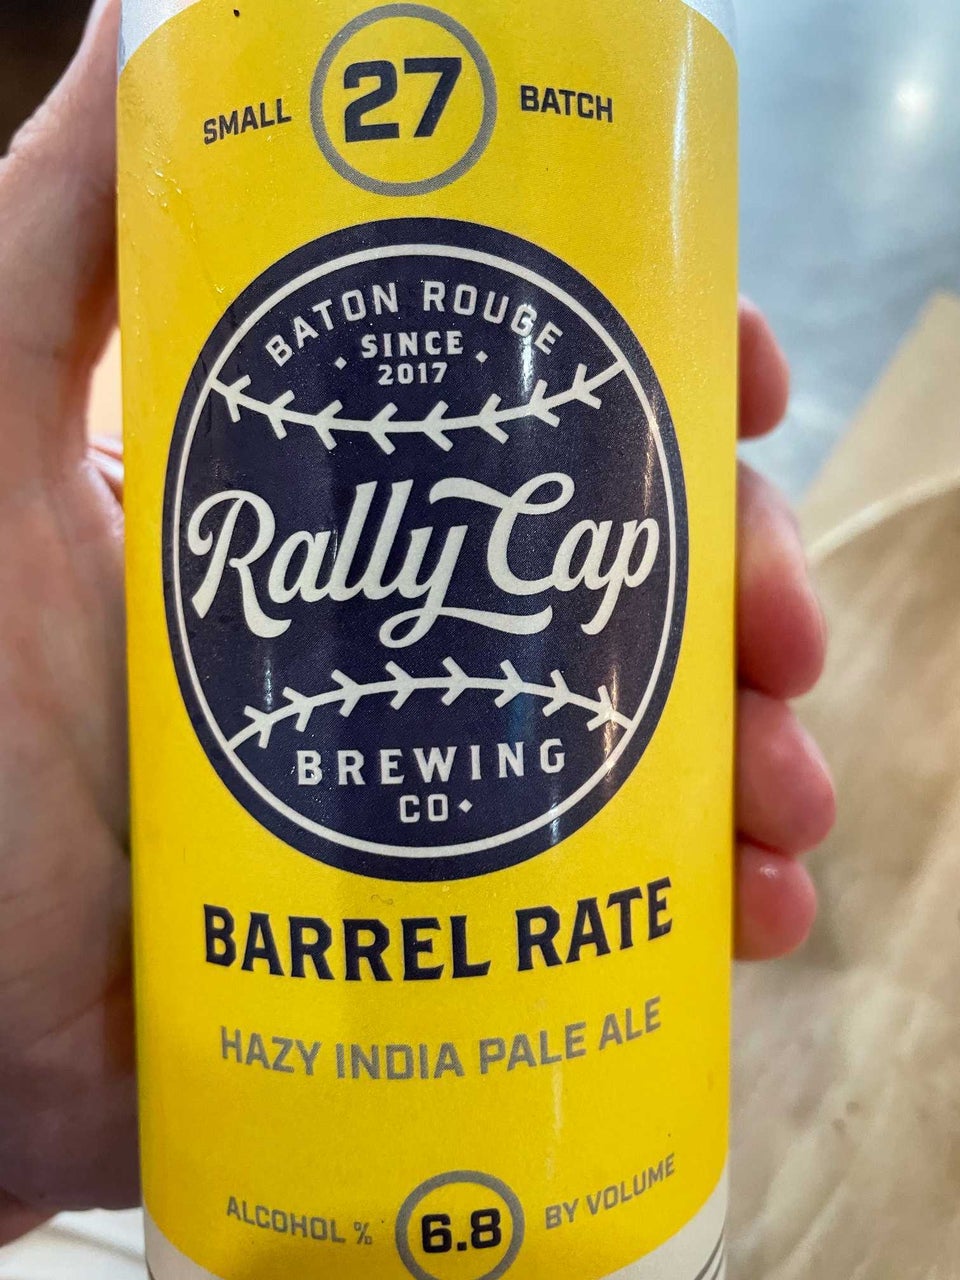 SMALL 27 BATCH
BATON ROUGE
· SINCE ·
2017
Rally Cap
BREWING
CO·
BARREL RATE
HAZY INDIA PALE ALE
ALCOHOL % 6.8 BY VOLUME